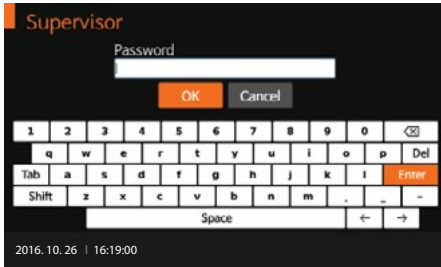 Supervisor
Password
OK Cancel
1 2 3 4 5 6 7 8 9 0
q w e r t y u i o p Del
Tab a s d f g h j k l Enter
Shift z x c v b n m . _ -
Space ← →
2016. 10. 26 | 16:19:00